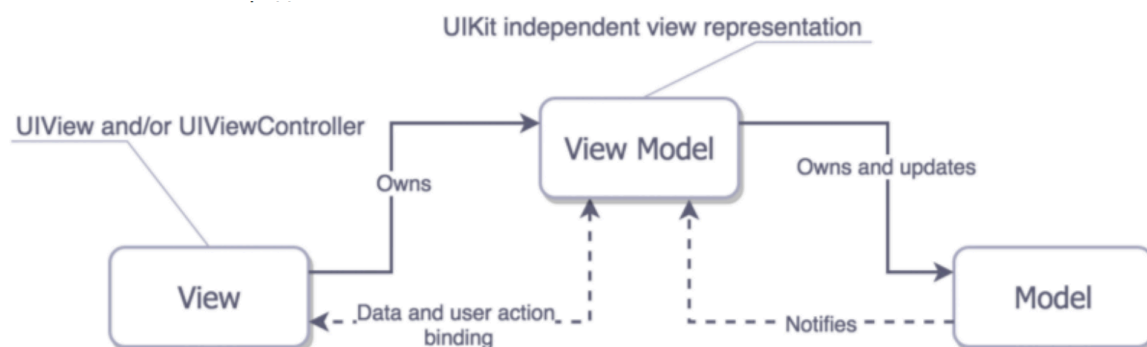 UIKit independent view representation
UIView and/or UIViewController
View Model
Owns
Owns and updates
View
Data and user action
binding
Notifies
Model